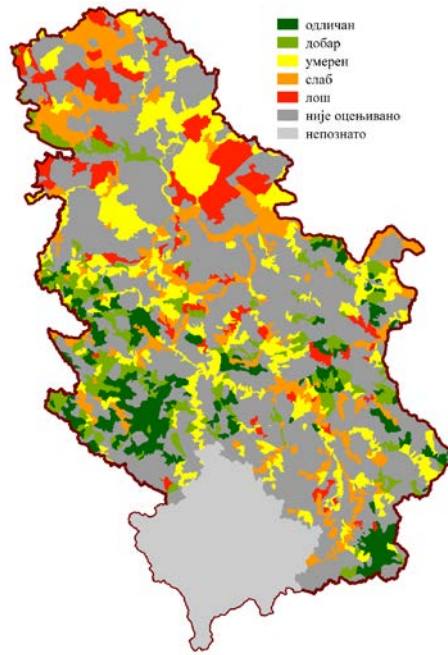 одличан
добар
умерен
слаб
лош
није оцењивано
непознато